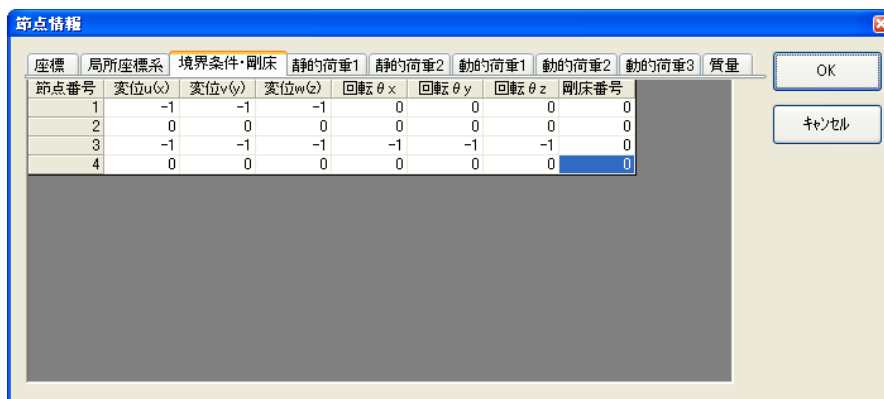 節点情報
座標 局所座標系 境界条件・剛床 静的荷重1 静的荷重2 動的荷重1 動的荷重2 動的荷重3 質量
OK
節点番号 変位u(x) 変位v(y) 変位w(z) 回転θx 回転θy 回転θz 剛床番号
1 -1 -1 -1 0 0 0 0
2 0 0 0 0 0 0 0
キャンセル
3 -1 -1 -1 -1 -1 -1 0
4 0 0 0 0 0 0 0